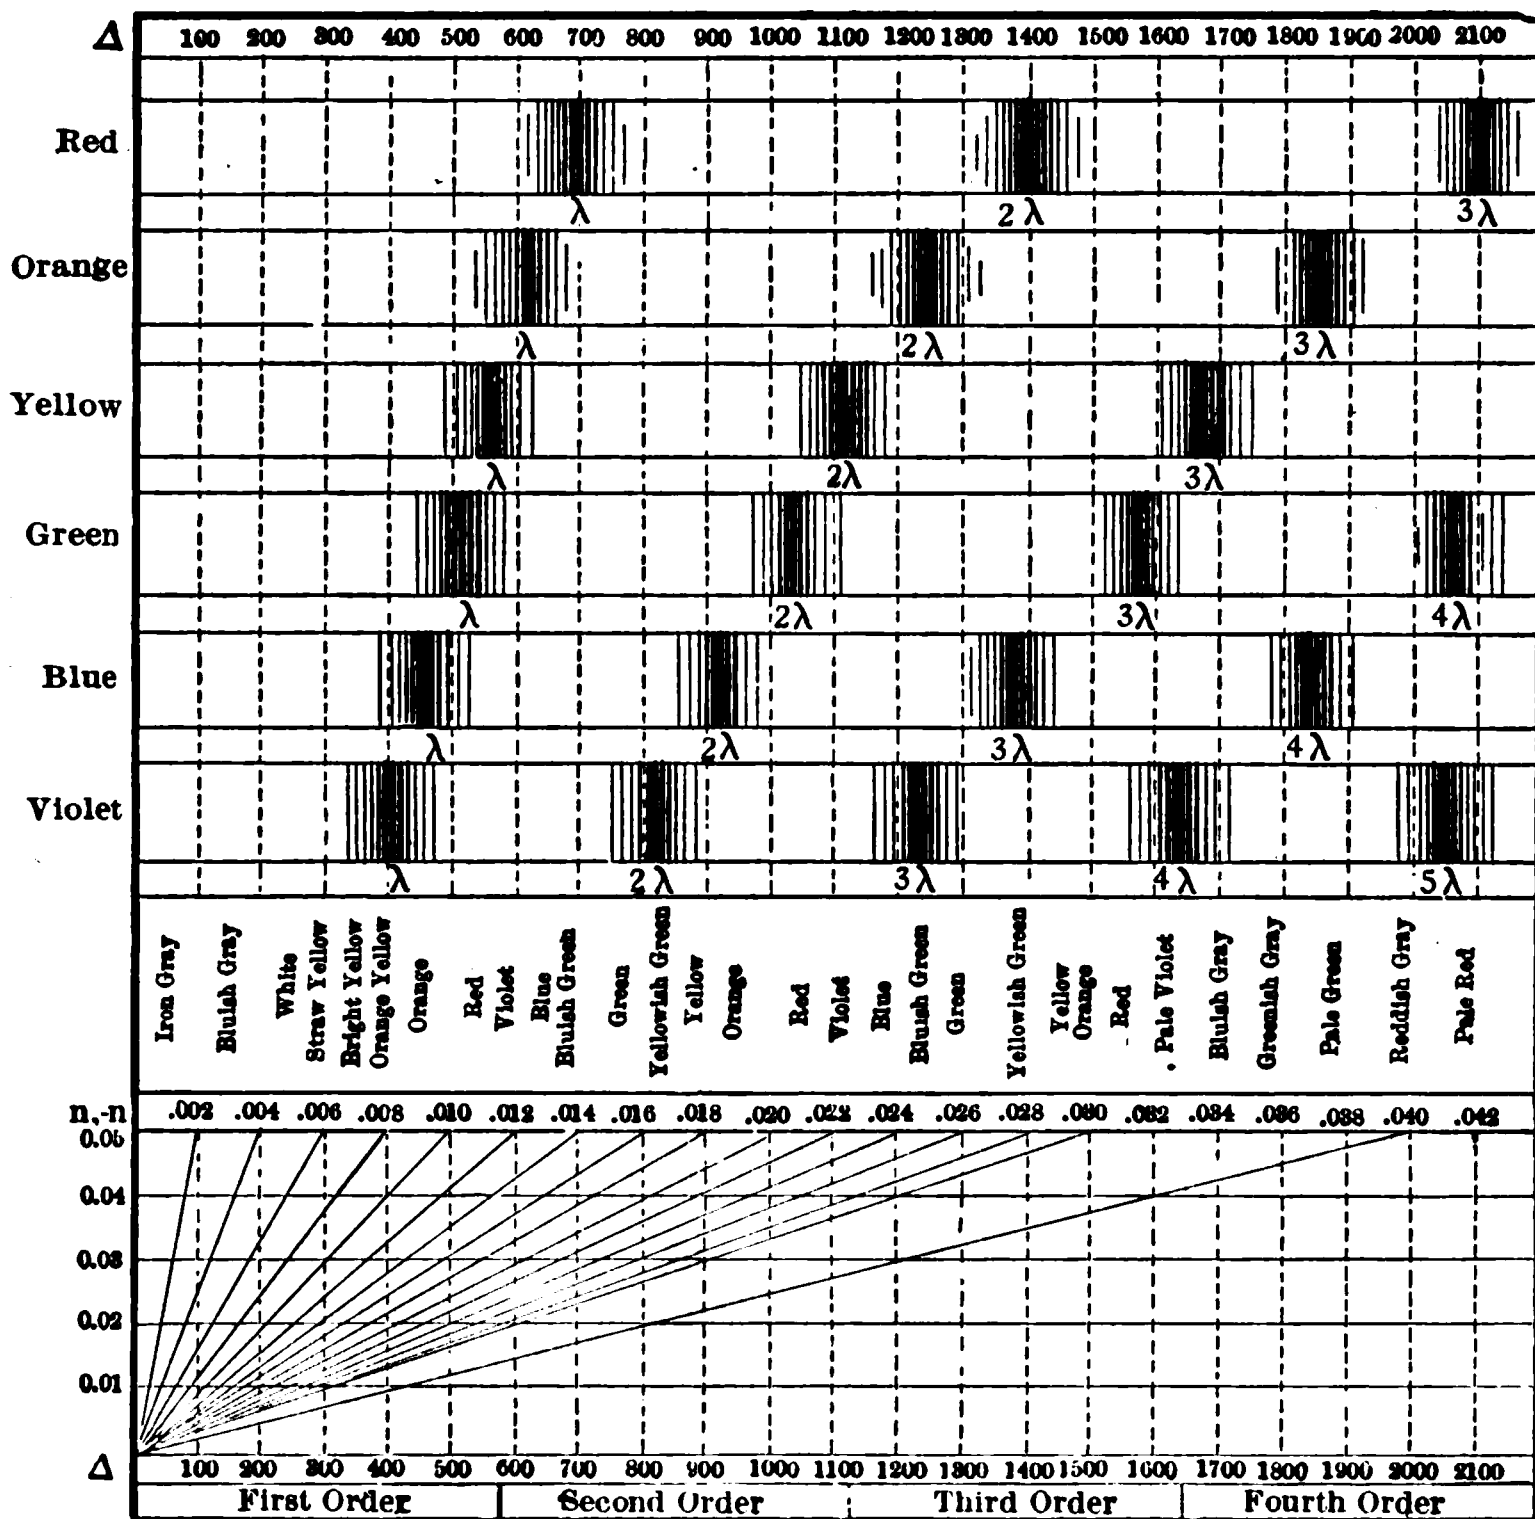 Δ 100 200 300 400 500 600 700 800 900 1000 1100 1200 1300 1400 1500 1600 1700 1800 1900 2000 2100
Red
λ 2λ 3λ
Orange
λ 2λ 3λ
Yellow
λ 2λ 3λ
Green
λ 2λ 3λ 4λ
Blue
λ 2λ 3λ 4λ
Violet
λ 2λ 3λ 4λ 5λ
Iron Gray
Bluish Gray
White
Straw Yellow
Bright Yellow
Orange Yellow
Orange
Red
Violet
Blue
Bluish Green
Green
Yellowish Green
Yellow
Orange
Red
Violet
Blue
Bluish Green
Green
Yellowish Green
Yellow
Orange
Red
Pale Violet
Bluish Gray
Greenish Gray
Pale Green
Reddish Gray
Pale Red
n,-n .002 .004 .006 .008 .010 .012 .014 .016 .018 .020 .022 .024 .026 .028 .030 .032 .034 .036 .038 .040 .042
0.05
0.04
0.03
0.02
0.01
Δ 100 200 300 400 500 600 700 800 900 1000 1100 1200 1300 1400 1500 1600 1700 1800 1900 2000 2100
First Order Second Order Third Order Fourth Order